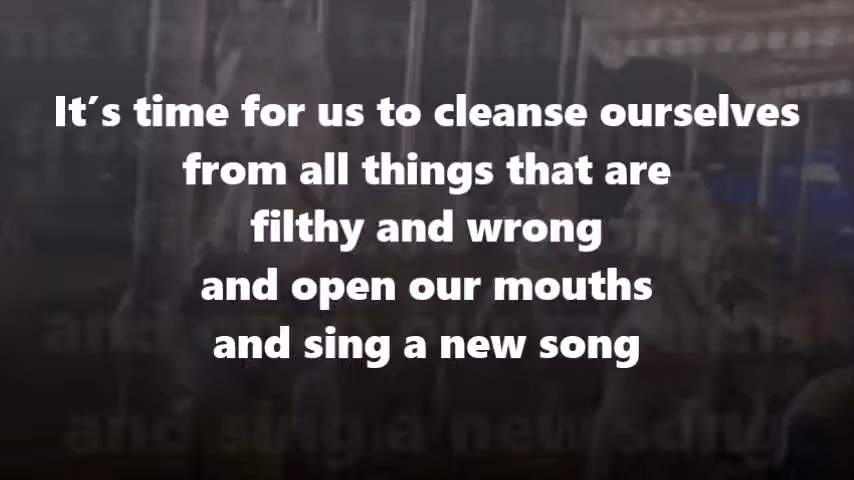 It´s time for us to cleanse ourselves
from all things that are
filthy and wrong
and open our mouths
and sing a new song